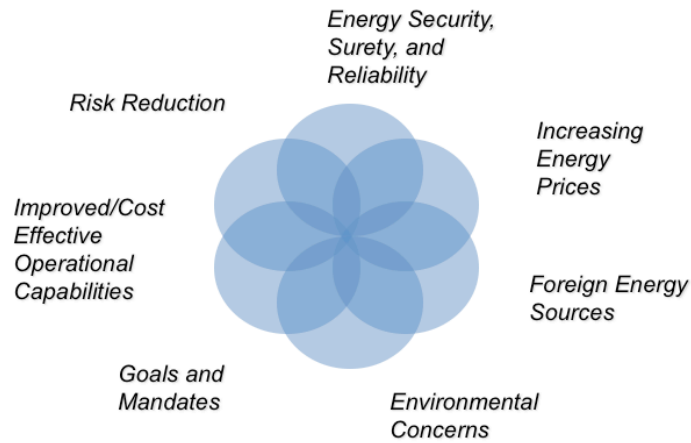 Energy Security,
Surety, and
Reliability
Risk Reduction
Increasing
Energy
Prices
Improved/Cost
Effective
Operational
Capabilities
Foreign Energy
Sources
Goals and
Mandates
Environmental
Concerns